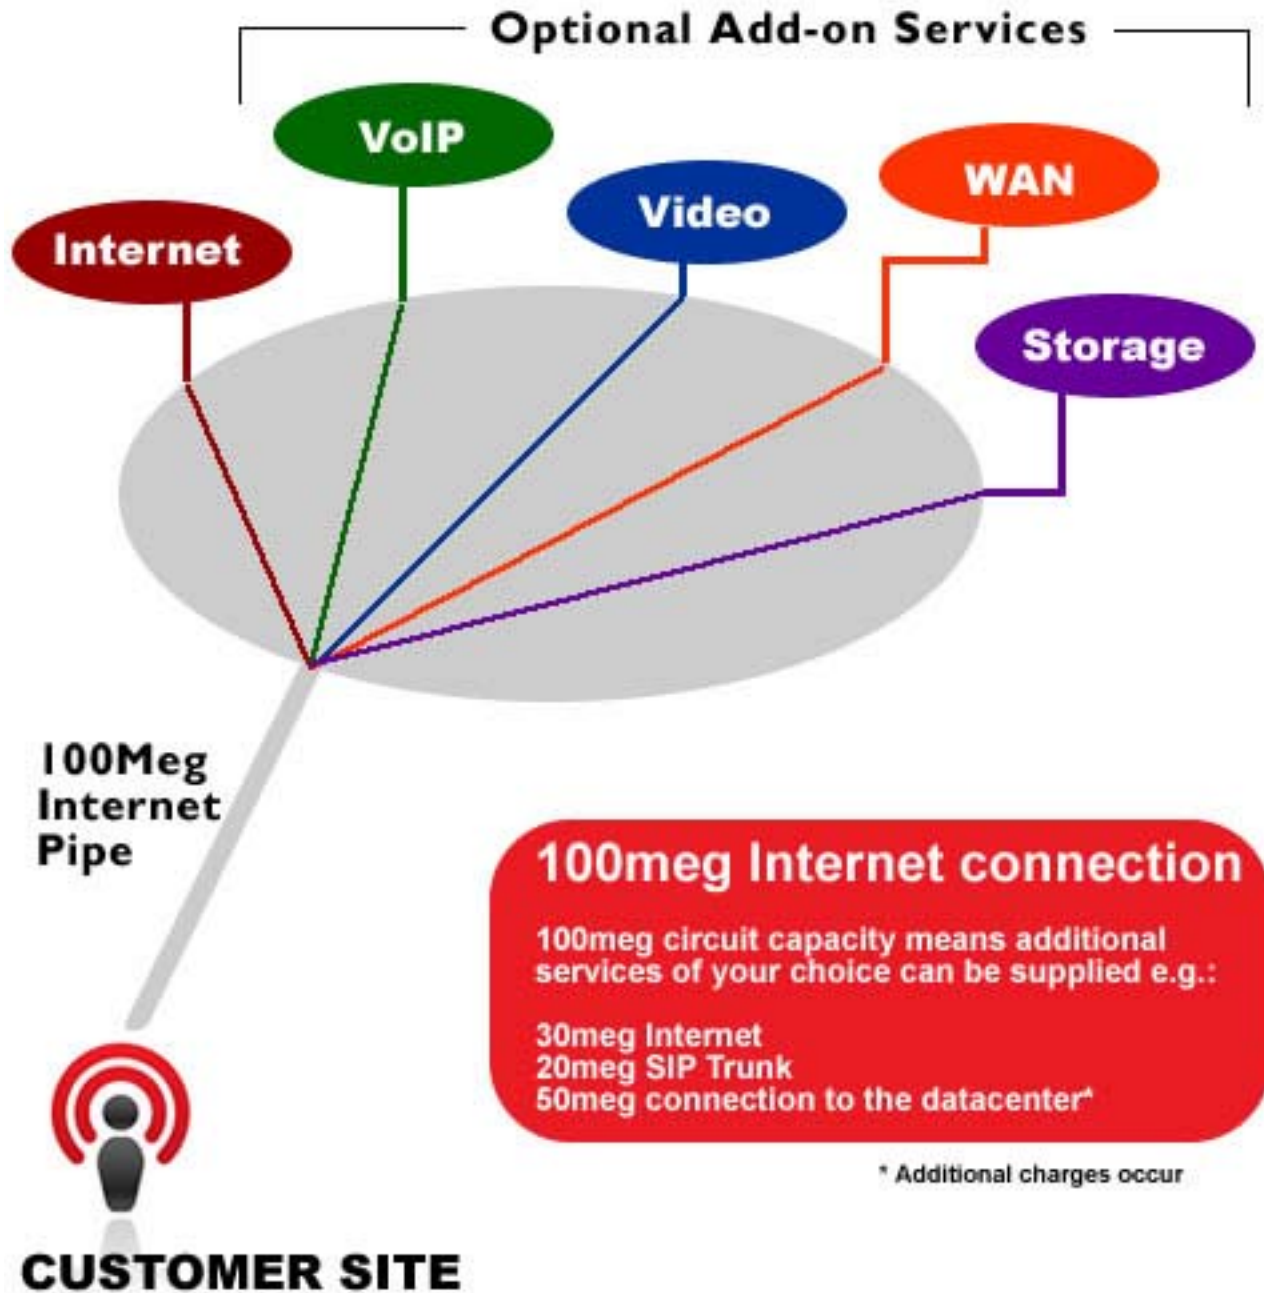 Optional Add-on Services
VoIP
WAN
Video
Internet
Storage
100Meg
Internet
Pipe
100meg Internet connection
100meg circuit capacity means additional
services of your choice can be supplied e.g.:
30meg Internet
20meg SIP Trunk
50meg connection to the datacenter*
* Additional charges occur
CUSTOMER SITE